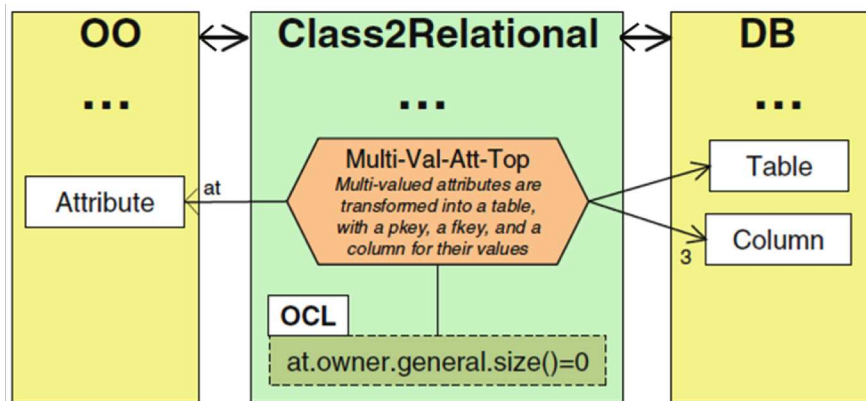 OO
Class2Relational
DB
...
...
...
Multi-Val-Att-Top
Multi-valued attributes are
transformed into a table,
with a pkey, a fkey, and a
column for their values
Attribute
at
Table
Column
3
OCL
at.owner.general.size()=0